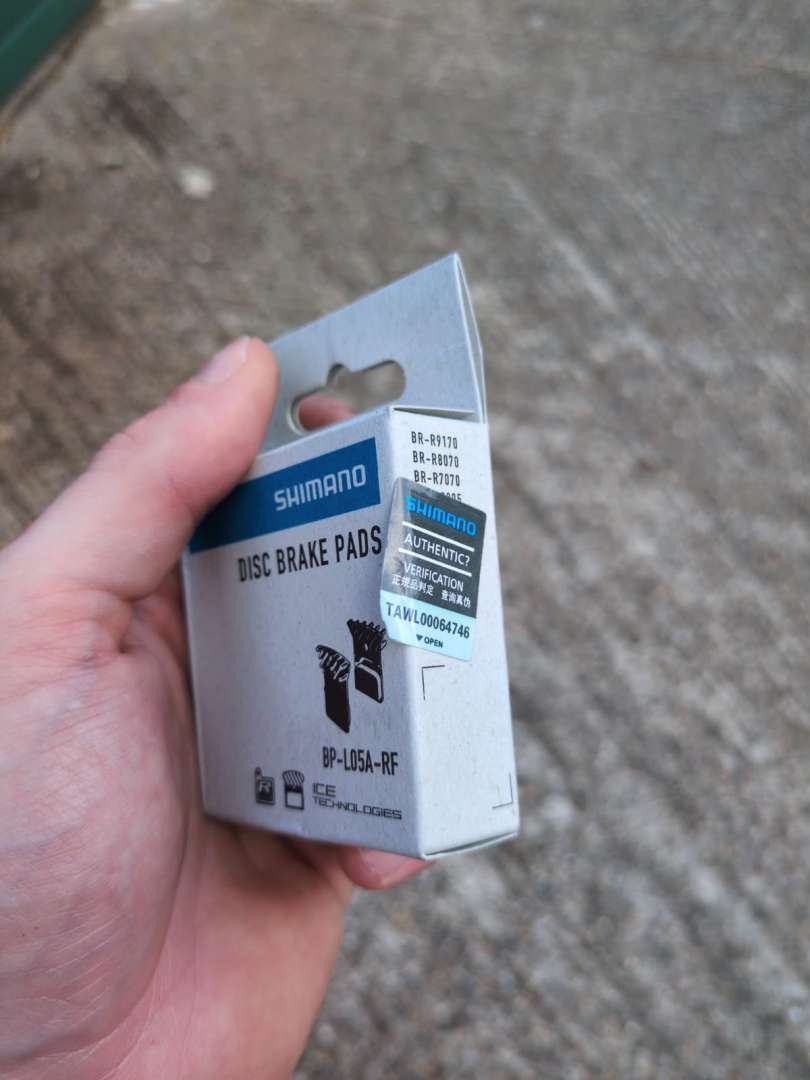 SHIMANO
DISC BRAKE PADS
BP-L05A-RF
ICE
TECHNOLOGIES
BR-R9170
BR-R8070
BR-R7070
SHIMANO
AUTHENTIC?
VERIFICATION
正規品判定 查询真伪
TAWL00064746
▼OPEN